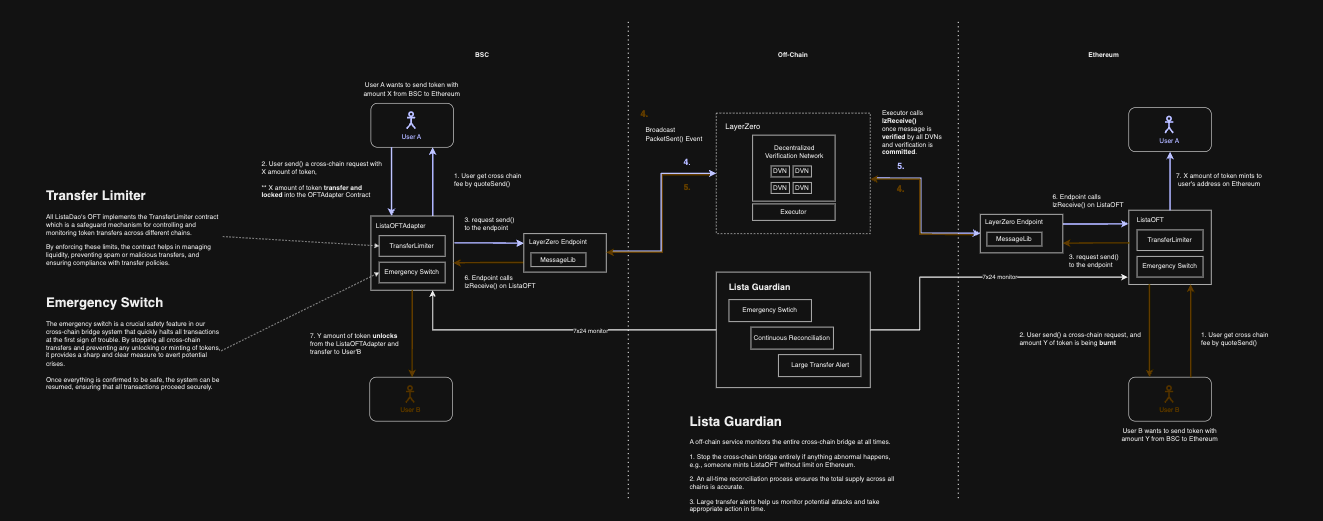 BSC
Off-Chain
Ethereum
User A wants to send token with
amount X from BSC to Ethereum
User A
2. User send() a cross-chain request with
X amount of token,
** X amount of token transfer and
locked into the OFTAdapter Contract
1. User get cross chain
fee by quoteSend()
Transfer Limiter
All ListaDao's OFT implements the TransferLimiter contract
which is a safeguard mechanism for controlling and
monitoring token transfers across different chains.
By enforcing these limits, the contract helps in managing
liquidity, preventing spam or malicious transfers, and
ensuring compliance with transfer policies.
ListaOFTAdapter
TransferLimiter
Emergency Switch
3. request send()
to the endpoint
LayerZero Endpoint
MessageLib
6. Endpoint calls
lzReceive() on ListaOFT
Emergency Switch
The emergency switch is a crucial safety feature in our
cross-chain bridge system that quickly halts all transactions
at the first sign of trouble. By stopping all cross-chain
transfers and preventing any unlocking or minting of tokens,
it provides a sharp and clear measure to avert potential
crises.
Once everything is confirmed to be safe, the system can be
resumed, ensuring that all transactions proceed securely.
7. Y amount of token unlocks
from the ListaOFTAdapter and
transfer to User'B
User B
7x24 monitor
4.
Broadcast
PacketSent() Event
4.
5.
LayerZero
Decentralized
Verification Network
DVN
DVN
DVN
DVN
Executor
Executor calls
lzReceive()
once message is
verified by all DVNs
and verification is
committed.
5.
4.
Lista Guardian
Emergency Swtich
Continuous Reconciliation
Large Transfer Alert
Lista Guardian
A off-chain service monitors the entire cross-chain bridge at all times.
1. Stop the cross-chain bridge entirely if anything abnormal happens,
e.g., someone mints ListaOFT without limit on Ethereum.
2. An all-time reconciliation process ensures the total supply across all
chains is accurate.
3. Large transfer alerts help us monitor potential attacks and take
appropriate action in time.
User A
7. X amount of token mints to
user's address on Ethereum
6. Endpoint calls
lzReceive() on ListaOFT
LayerZero Endpoint
MessageLib
ListaOFT
TransferLimiter
Emergency Switch
3. request send()
to the endpoint
7x24 monitor
2. User send() a cross-chain request, and
amount Y of token is being burnt
1. User get cross chain
fee by quoteSend()
User B
User B wants to send token with
amount Y from BSC to Ethereum